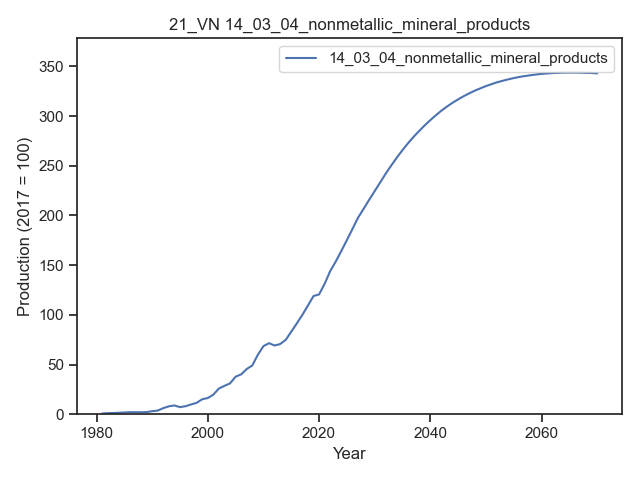 21_VN 14_03_04_nonmetallic_mineral_products
14_03_04_nonmetallic_mineral_products
Production (2017 = 100)
350
300
250
200
150
100
50
0
1980 2000 2020 2040 2060
Year